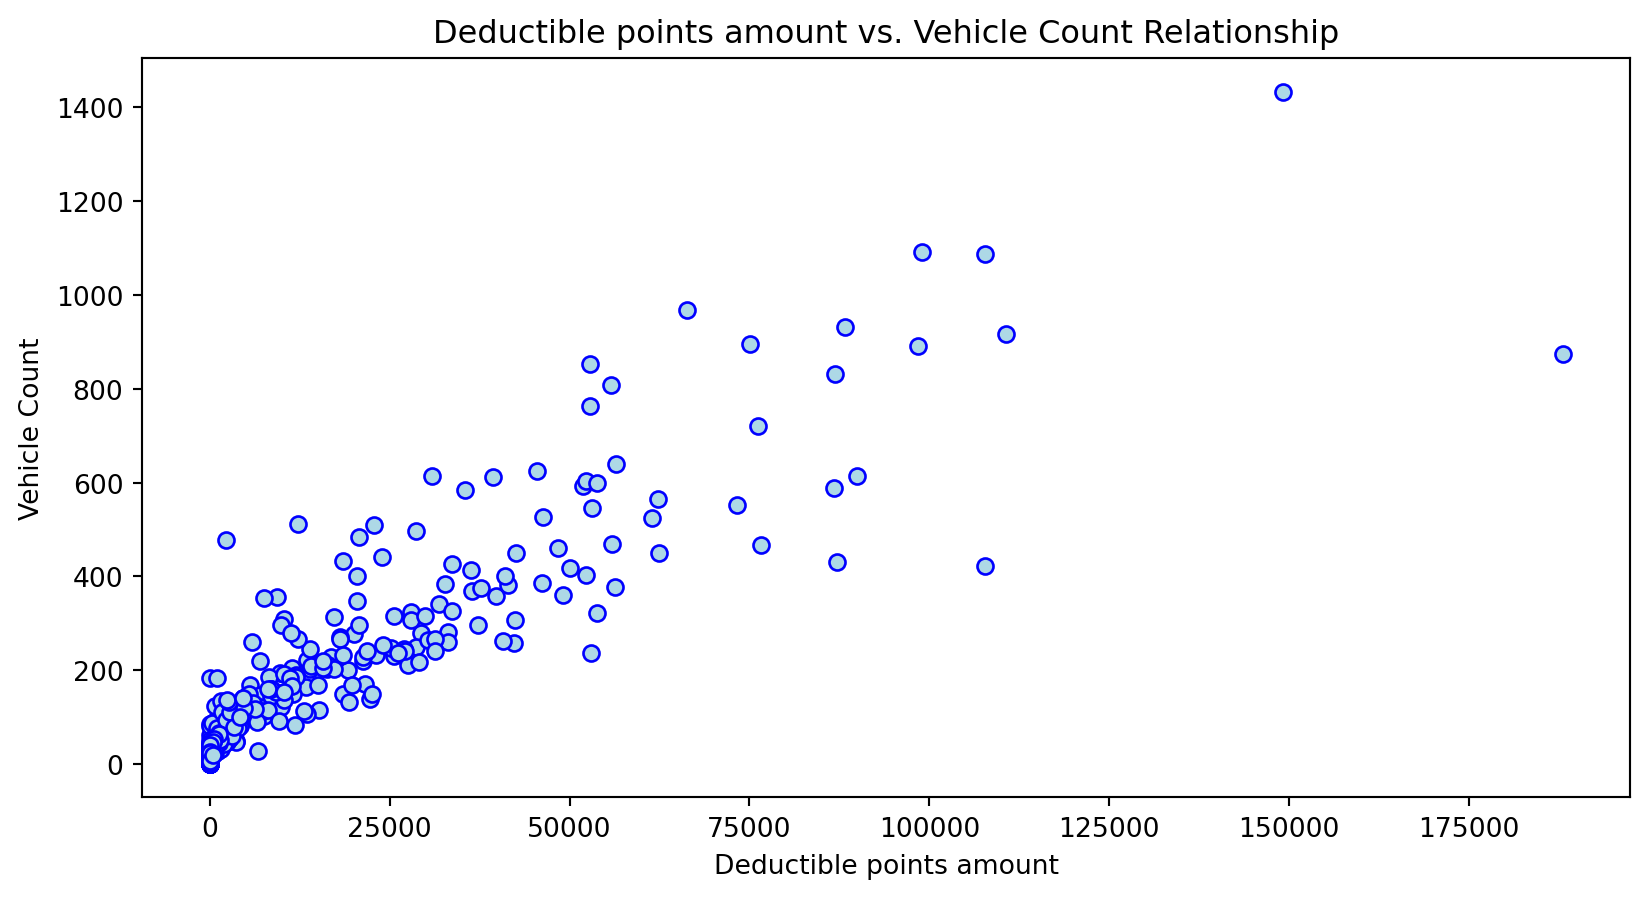 Deductible points amount vs. Vehicle Count Relationship
1400
1200
1000
800
600
400
200
0
Vehicle Count
0 25000 50000 75000 100000 125000 150000 175000
Deductible points amount